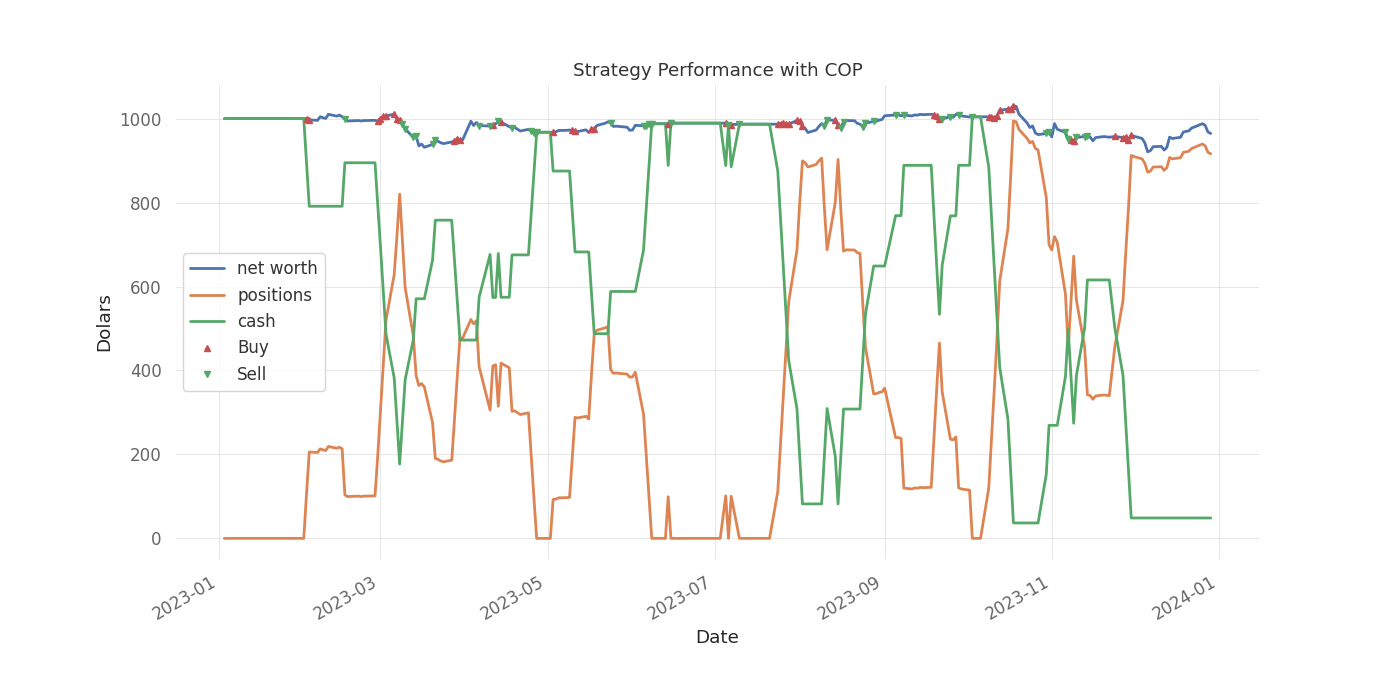 Strategy Performance with COP
1000
800
600
400
200
0
Dolars
net worth
positions
cash
Buy
Sell
2023-01
2023-03
2023-05
2023-07
2023-09
2023-11
2024-01
Date